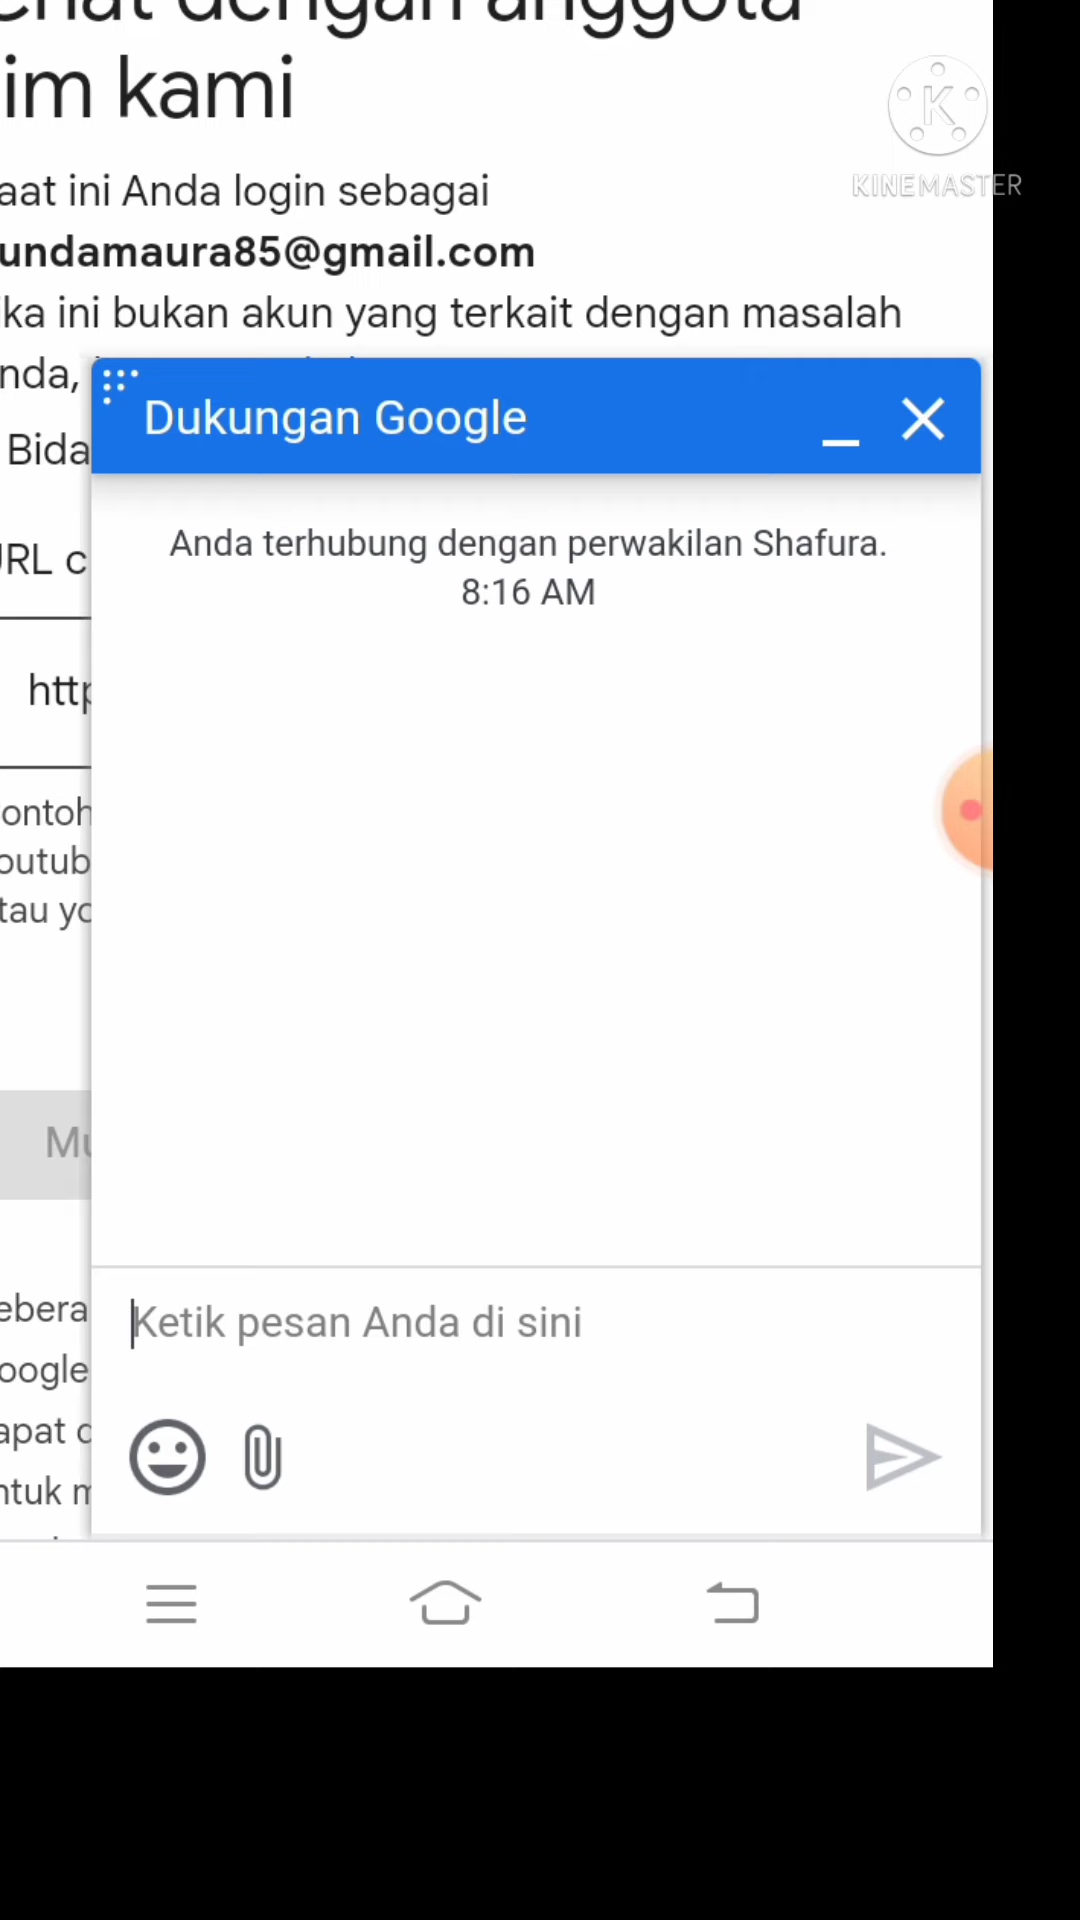 dengan anggota
im kami
KINEMASTER
aat ini Anda login sebagai
undamaura85@gmail.com
ka ini bukan akun yang terkait dengan masalah
nda,
Dukungan Google
Bida
Anda terhubung dengan perwakilan Shafura.
8:16 AM
RL c
http
ontoh
outub
tau yo
Mu
ebera
Ketik pesan Anda di sini
oogle
apat d
ntuk m